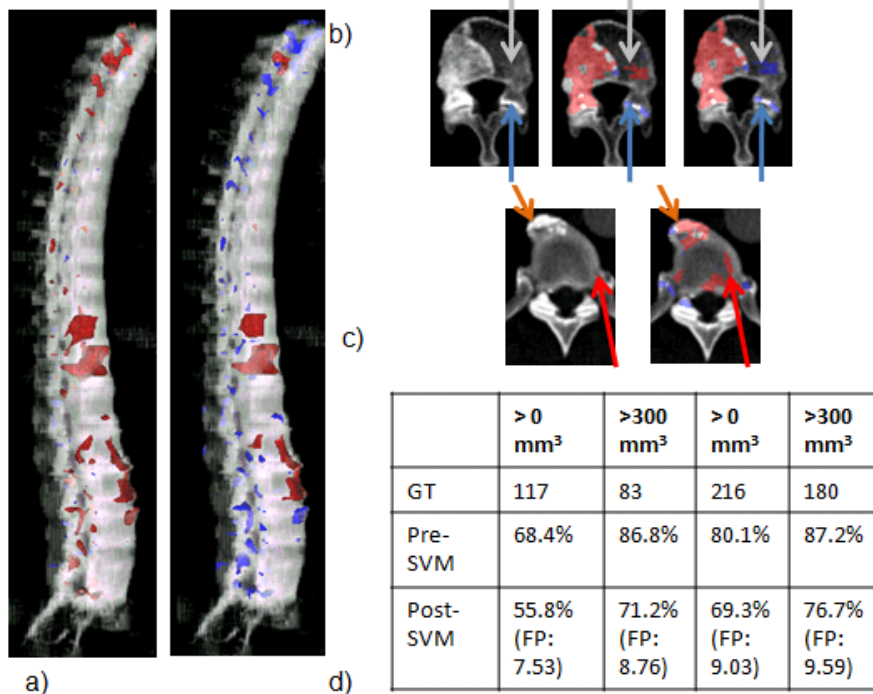 b)
c)
a)
d)
> 0 mm³ >300 mm³ > 0 mm³ >300 mm³
GT 117 83 216 180
Pre-SVM 68.4% 86.8% 80.1% 87.2%
Post-SVM 55.8% (FP: 7.53) 71.2% (FP: 8.76) 69.3% (FP: 9.03) 76.7% (FP: 9.59)